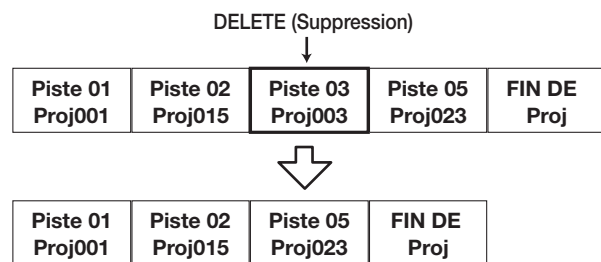 DELETE (Suppression)
Piste 01 Piste 02 Piste 03 Piste 05 FIN DE
Proj001 Proj015 Proj003 Proj023 Proj
Piste 01 Piste 02 Piste 05 FIN DE
Proj001 Proj015 Proj023 Proj